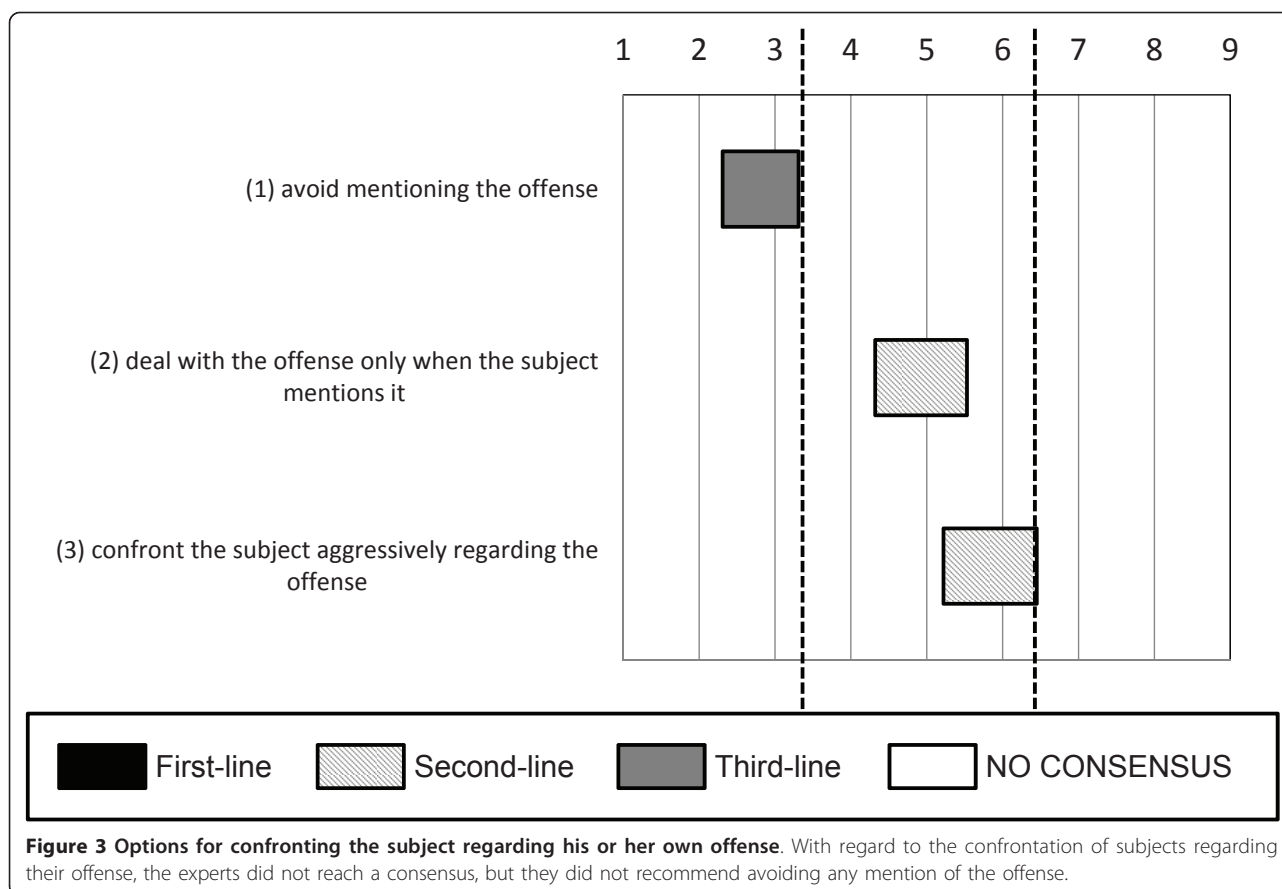 1 2 3 4 5 6 7 8 9
(1) avoid mentioning the offense
(2) deal with the offense only when the subject
mentions it
(3) confront the subject aggressively regarding the
offense
First-line Second-line Third-line NO CONSENSUS
Figure 3 Options for confronting the subject regarding his or her own offense. With regard to the confrontation of subjects regarding
their offense, the experts did not reach a consensus, but they did not recommend avoiding any mention of the offense.